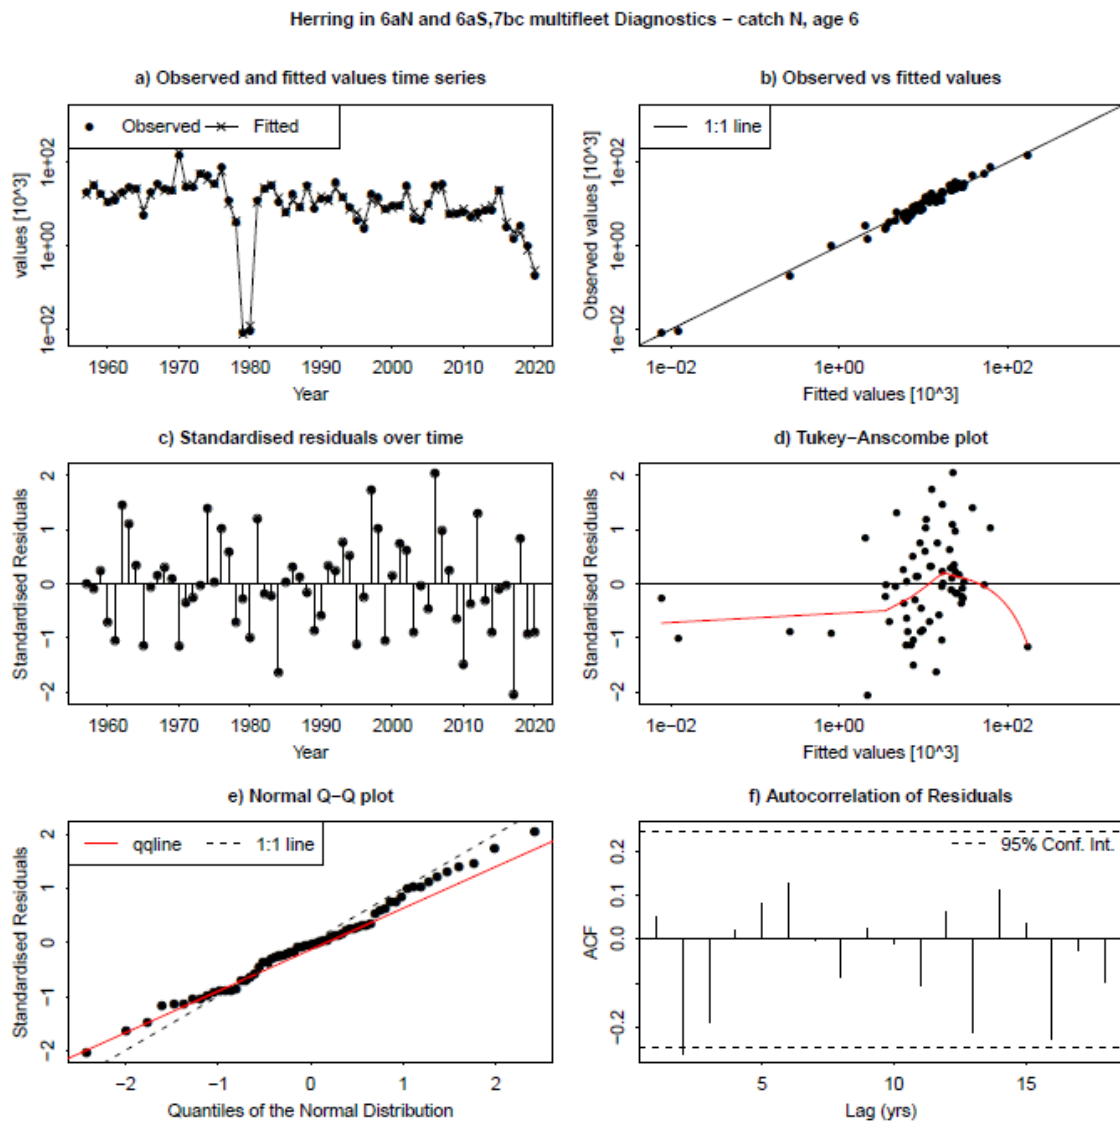 Herring in 6aN and 6aS,7bc multifleet Diagnostics − catch N, age 6
a) Observed and fitted values time series
Observed Fitted
values [10^3]
1e−02 1e+00 1e+02
1960 1970 1980 1990 2000 2010 2020
Year
b) Observed vs fitted values
1:1 line
Observed values [10^3]
1e−02 1e+00 1e+02
1e−02 1e+00 1e+02
Fitted values [10^3]
c) Standardised residuals over time
Standardised Residuals
−2 −1 0 1 2
1960 1970 1980 1990 2000 2010 2020
Year
d) Tukey−Anscombe plot
Standardised Residuals
−2 −1 0 1 2
1e−02 1e+00 1e+02
Fitted values [10^3]
e) Normal Q−Q plot
qqline 1:1 line
Standardised Residuals
−2 −1 0 1 2
−2 −1 0 1 2
Quantiles of the Normal Distribution
f) Autocorrelation of Residuals
95% Conf. Int.
ACF
−0.2 0.0 0.1 0.2
5 10 15
Lag (yrs)